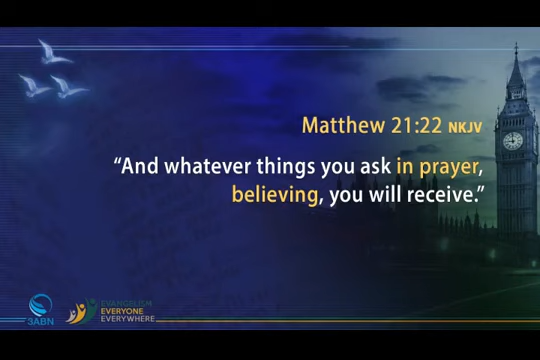 Matthew 21:22 NKJV
“And whatever things you ask in prayer,
believing, you will receive.”
3ABN
EVANGELISM
EVERYONE
EVERYWHERE